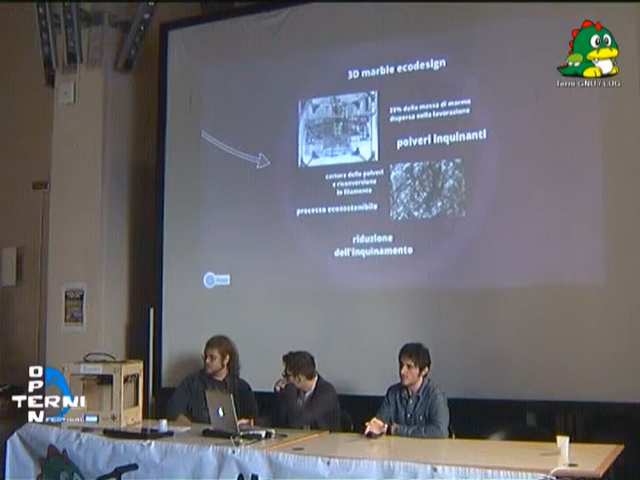 Terni GNU / LUG
3D marble ecodesign
25% della massa di marmo
dispersa nella lavorazione
polveri inquinanti
cattura delle polveri
e riconversione
in filamento
processo ecosostenibile
riduzione
dell'inquinamento
OPEN
TERNI
FESTIVAL